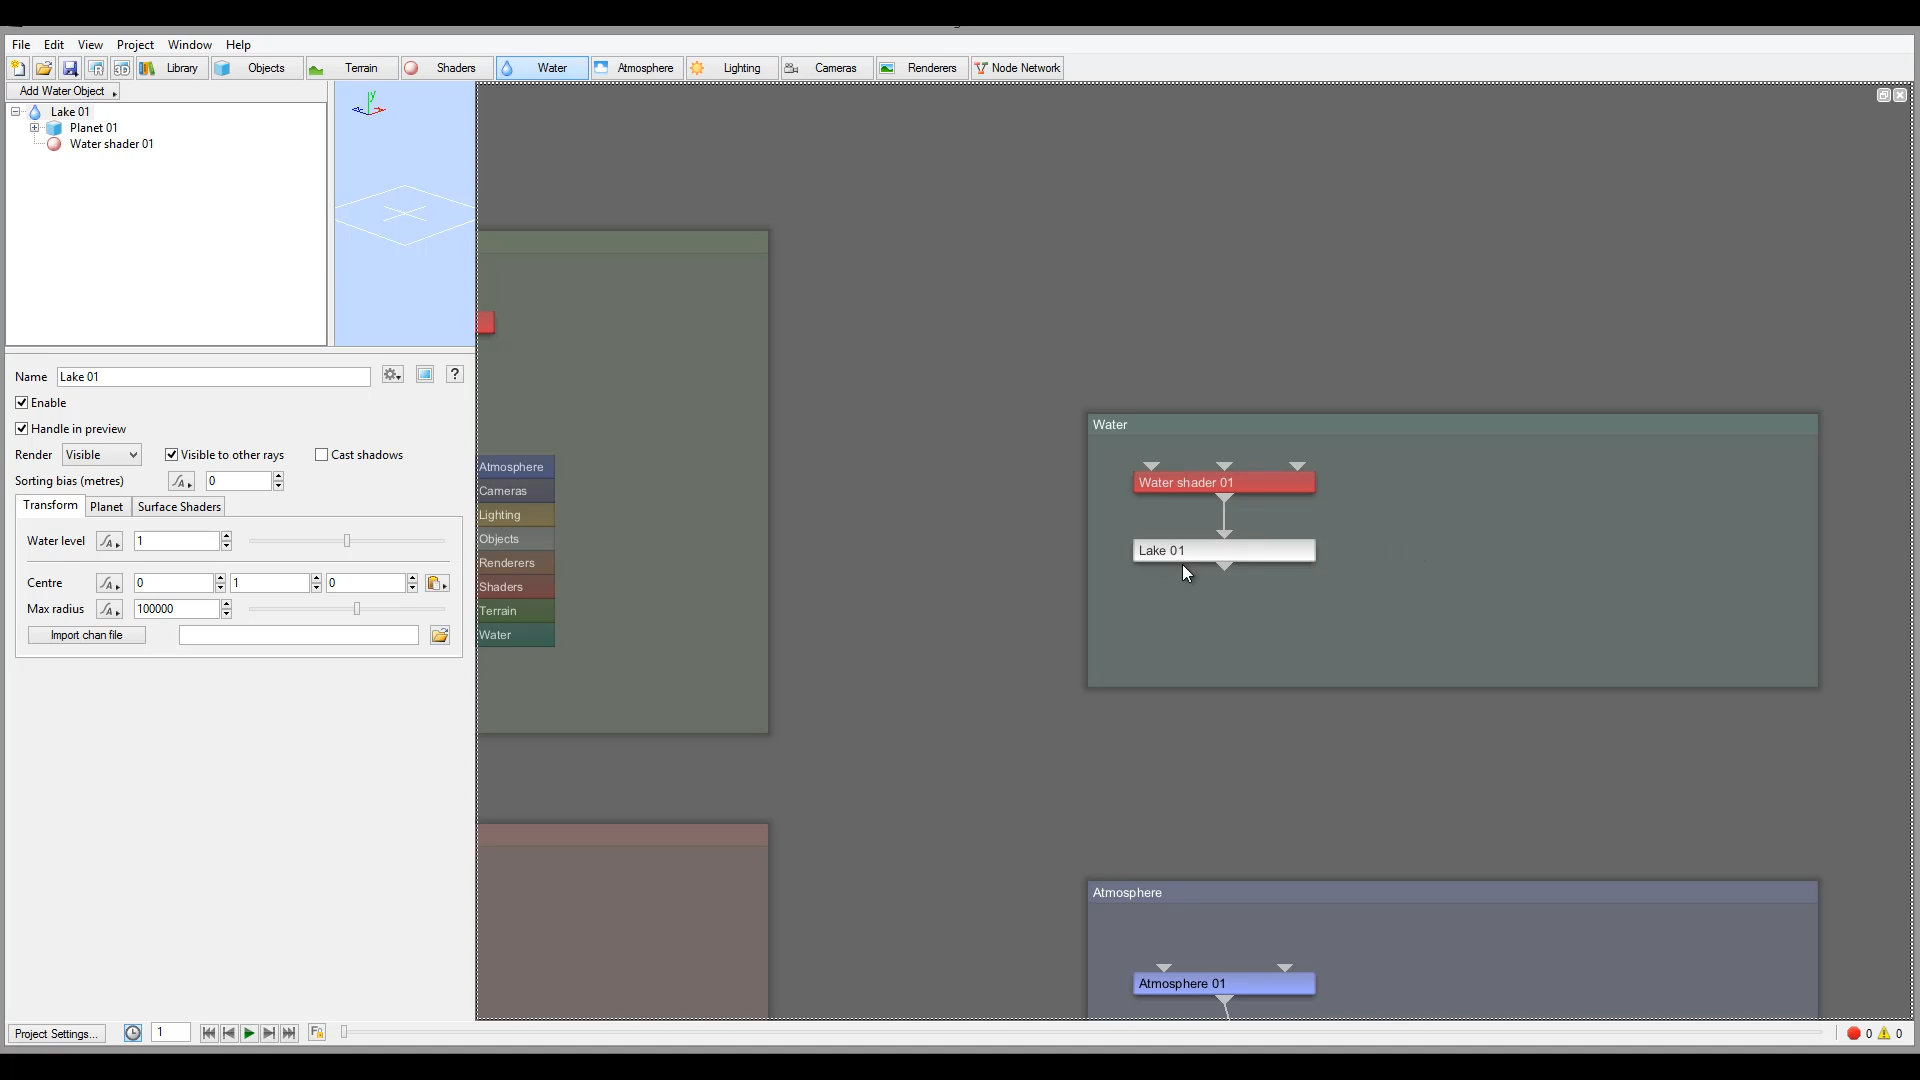 File Edit View Project Window Help
Library Objects Terrain Shaders Water Atmosphere Lighting Cameras Renderers Node Network
Add Water Object
Lake 01
Planet 01
Water shader 01
y
Name Lake 01 ?
Enable
Handle in preview
Render Visible Visible to other rays Cast shadows
Sorting bias (metres) 0
Transform Planet Surface Shaders
Water level 1
Centre 0 1 0
Max radius 100000
Import chan file
Atmosphere
Cameras
Lighting
Objects
Renderers
Shaders
Terrain
Water
Water
Water shader 01
Lake 01
Atmosphere
Atmosphere 01
Project Settings... 1 0 0